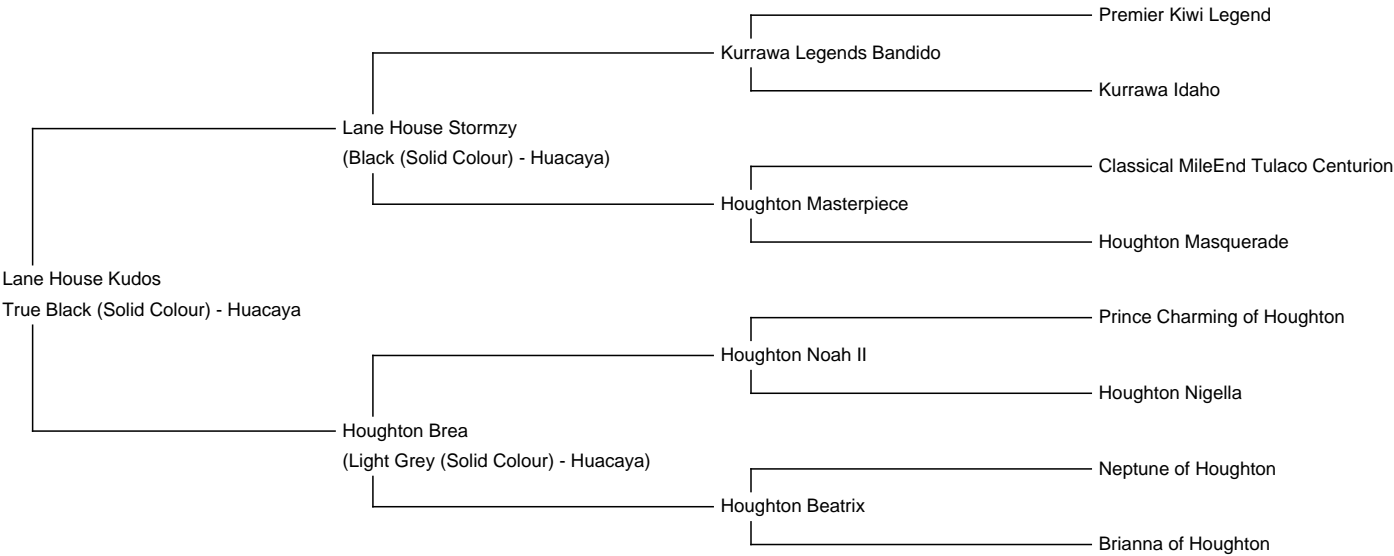 Premier Kiwi Legend
Kurrawa Legends Bandido
Kurrawa Idaho
Lane House Stormzy
(Black (Solid Colour) - Huacaya)
Classical MileEnd Tulaco Centurion
Houghton Masterpiece
Houghton Masquerade
Lane House Kudos
True Black (Solid Colour) - Huacaya
Prince Charming of Houghton
Houghton Noah II
Houghton Nigella
Houghton Brea
(Light Grey (Solid Colour) - Huacaya)
Neptune of Houghton
Houghton Beatrix
Brianna of Houghton